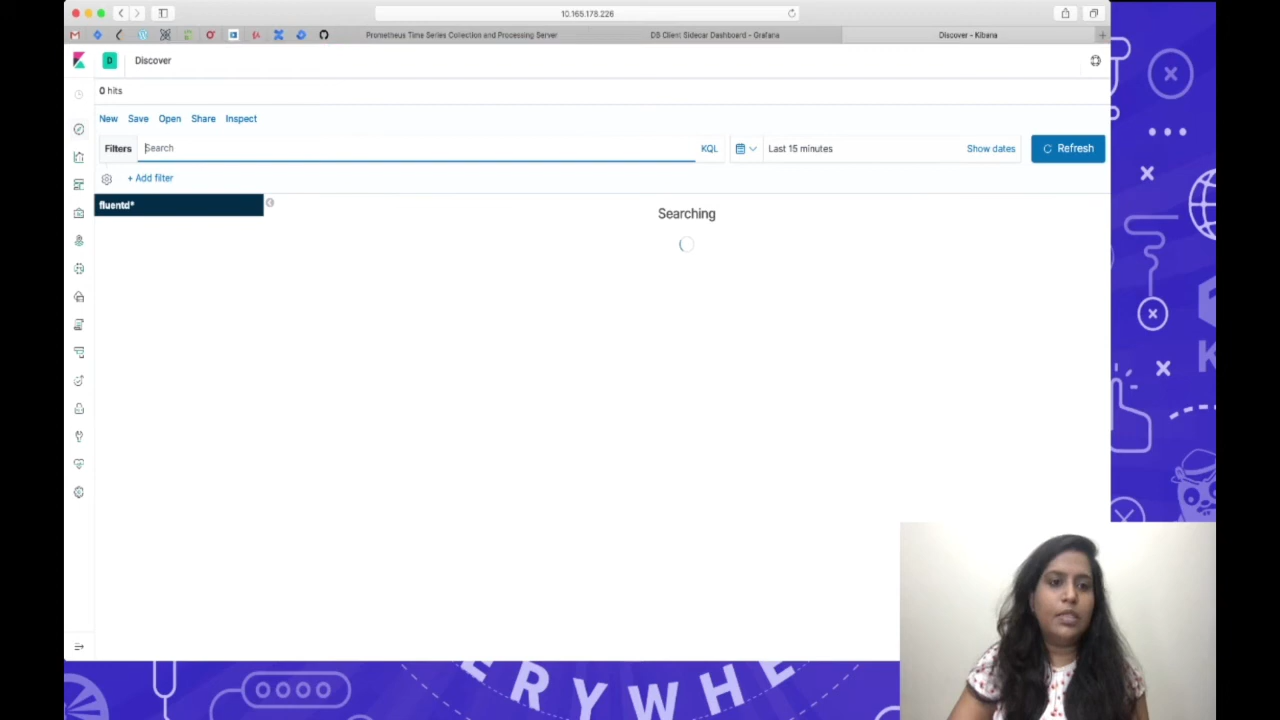 10.165.178.226
Prometheus Time Series Collection and Processing Server
DS Client Sidecar Dashboard - Grafana
Discover - Kibana
D
Discover
0 hits
New Save Open Share Inspect
Filters
Search
KQL
Last 15 minutes
Show dates
Refresh
+ Add filter
fluentd*
Searching
K
ERYWHE